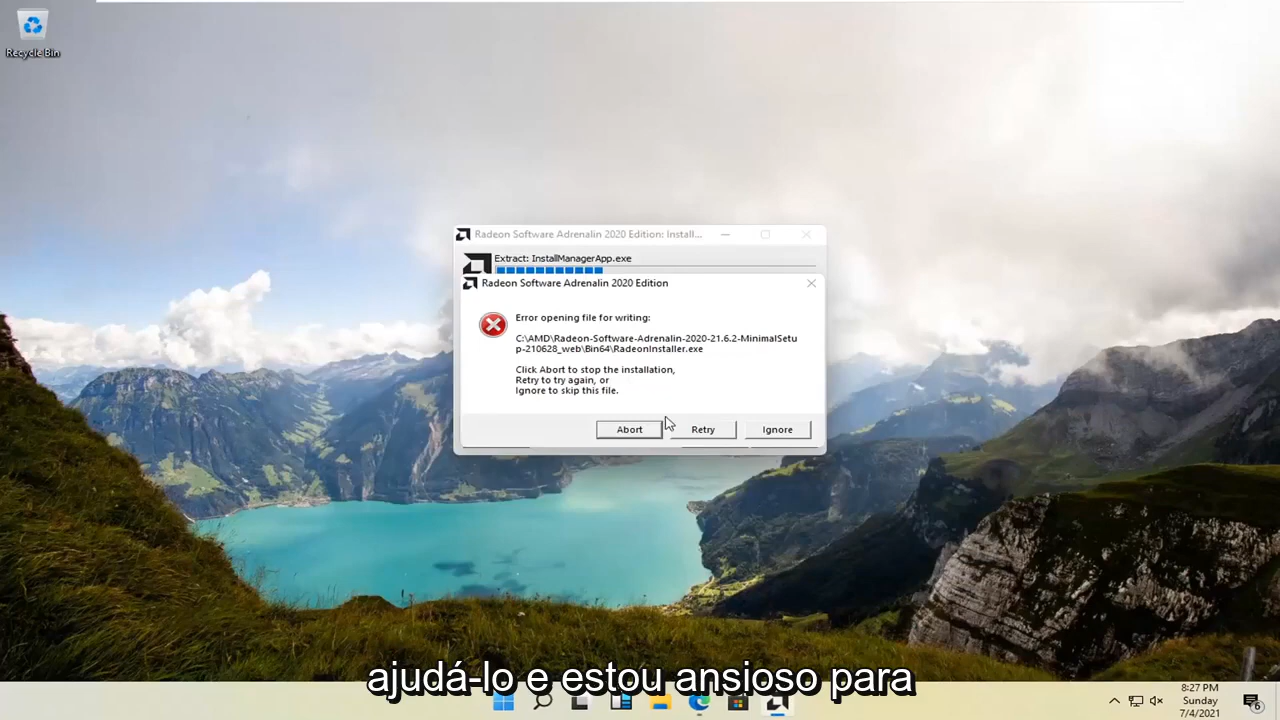 Recycle Bin
Radeon Software Adrenalin 2020 Edition: Install...
Extract: InstallManagerApp.exe
Radeon Software Adrenalin 2020 Edition
Error opening file for writing:
C:\AMD\Radeon-Software-Adrenalin-2020-21.6.2-MinimalSetu
p-210628_web\Bin64\RadeonInstaller.exe
Click Abort to stop the installation,
Retry to try again, or
Ignore to skip this file.
Abort Retry Ignore
ajudá-lo e estou ansioso para
8:27 PM
Sunday
7/4/2021
6